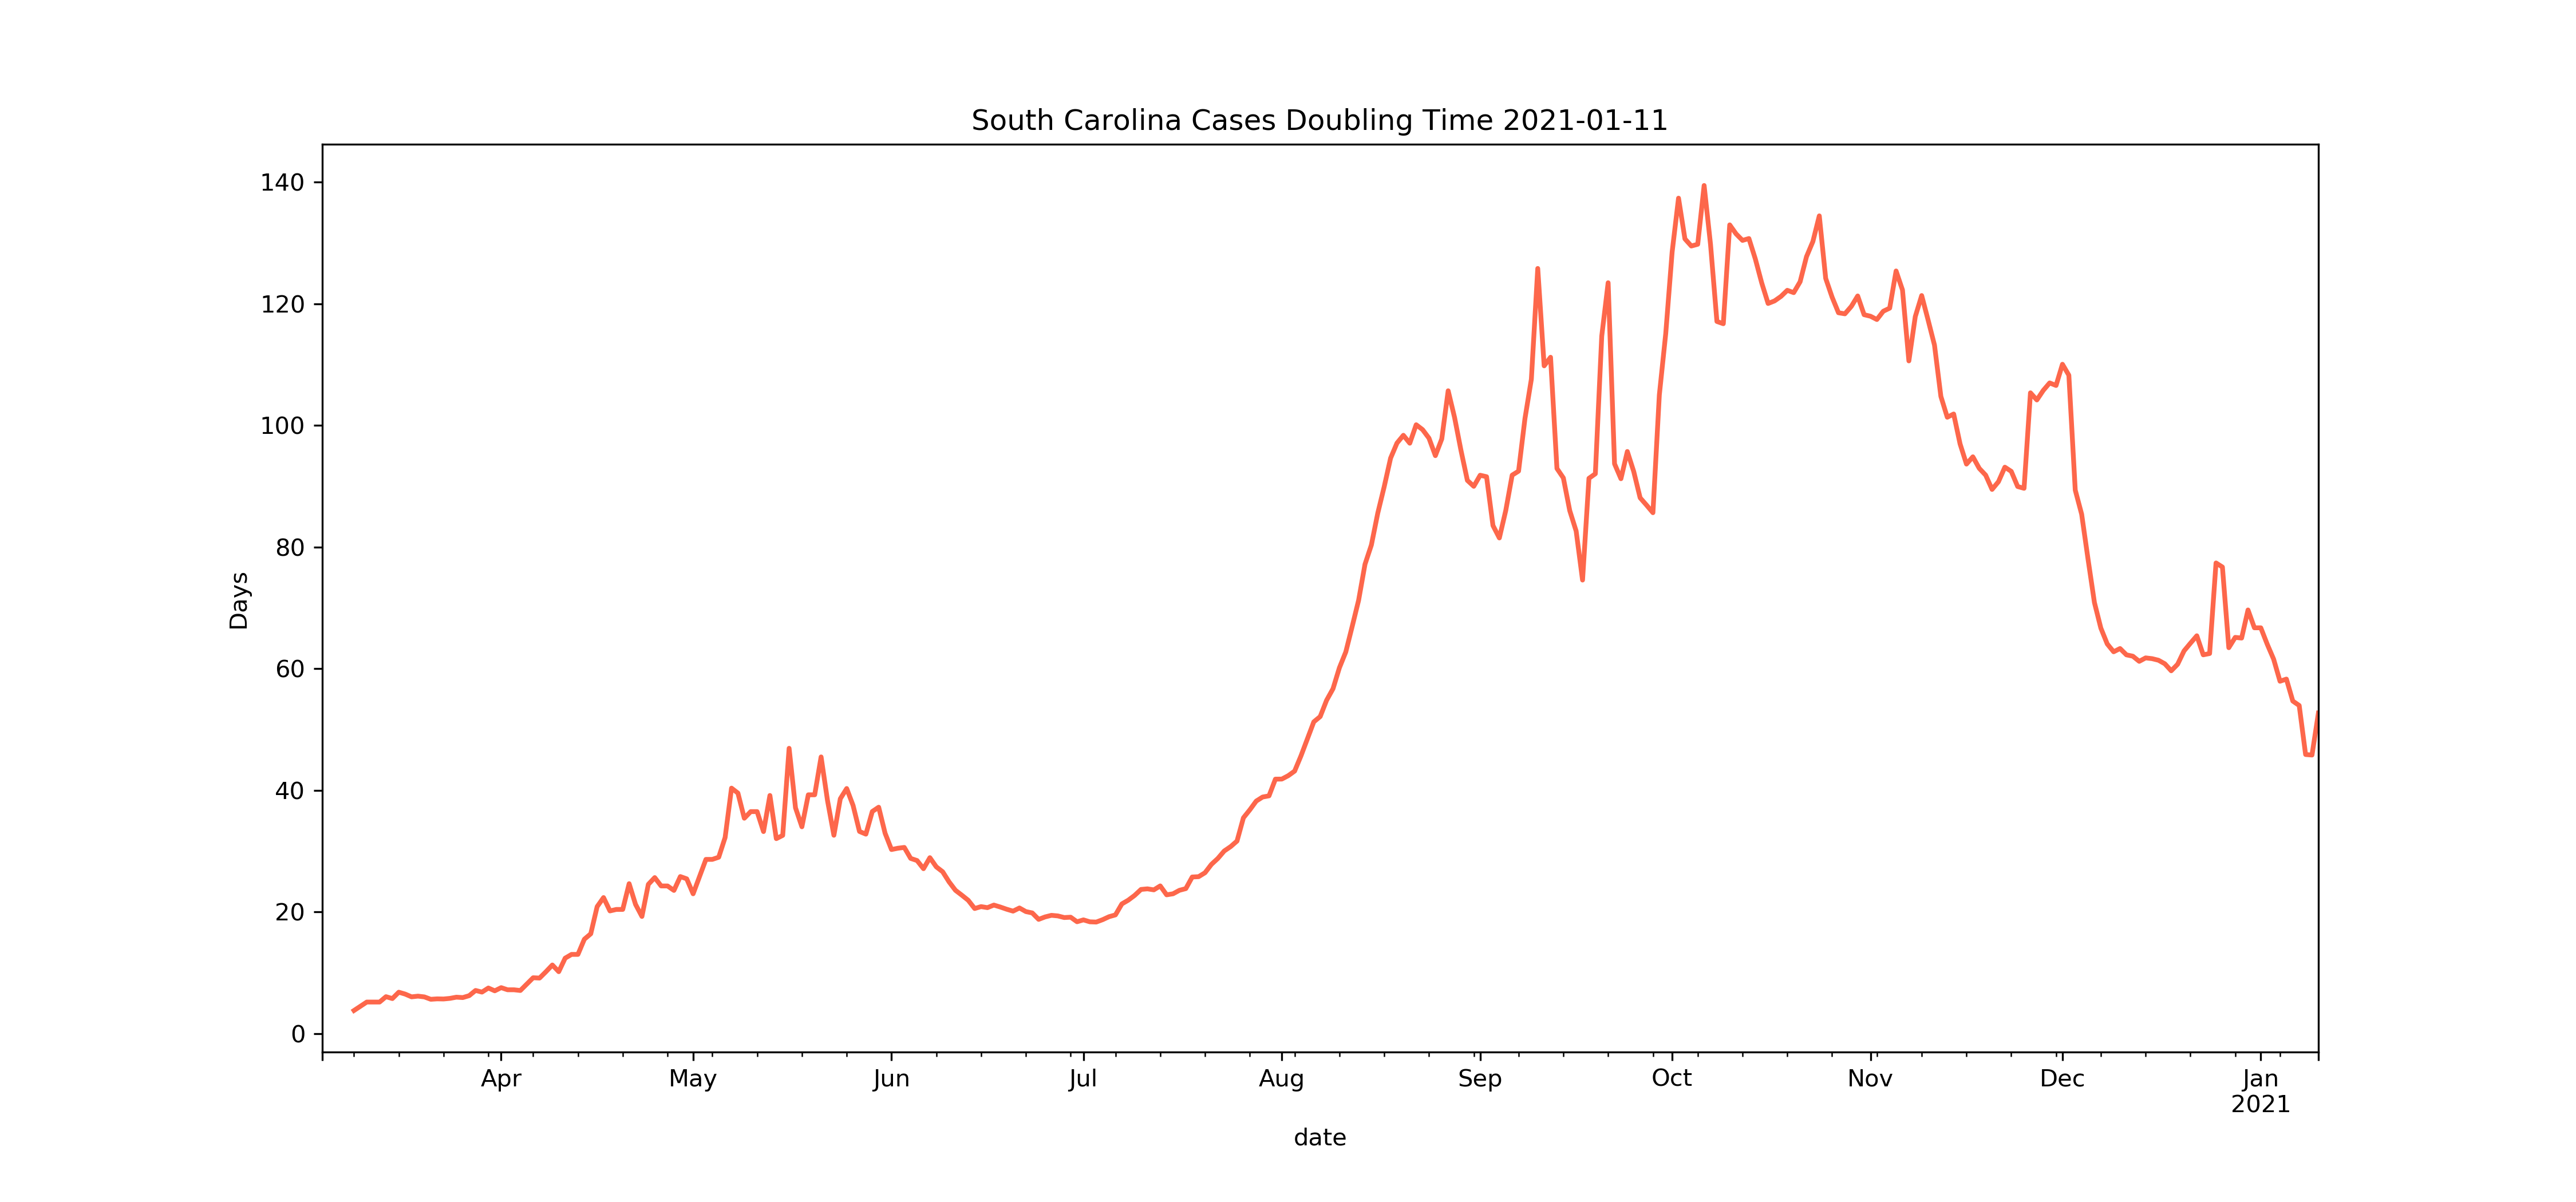 South Carolina Cases Doubling Time 2021-01-11
140
120
100
80
60
40
20
0
Days
Apr May Jun Jul Aug Sep Oct Nov Dec Jan
2021
date